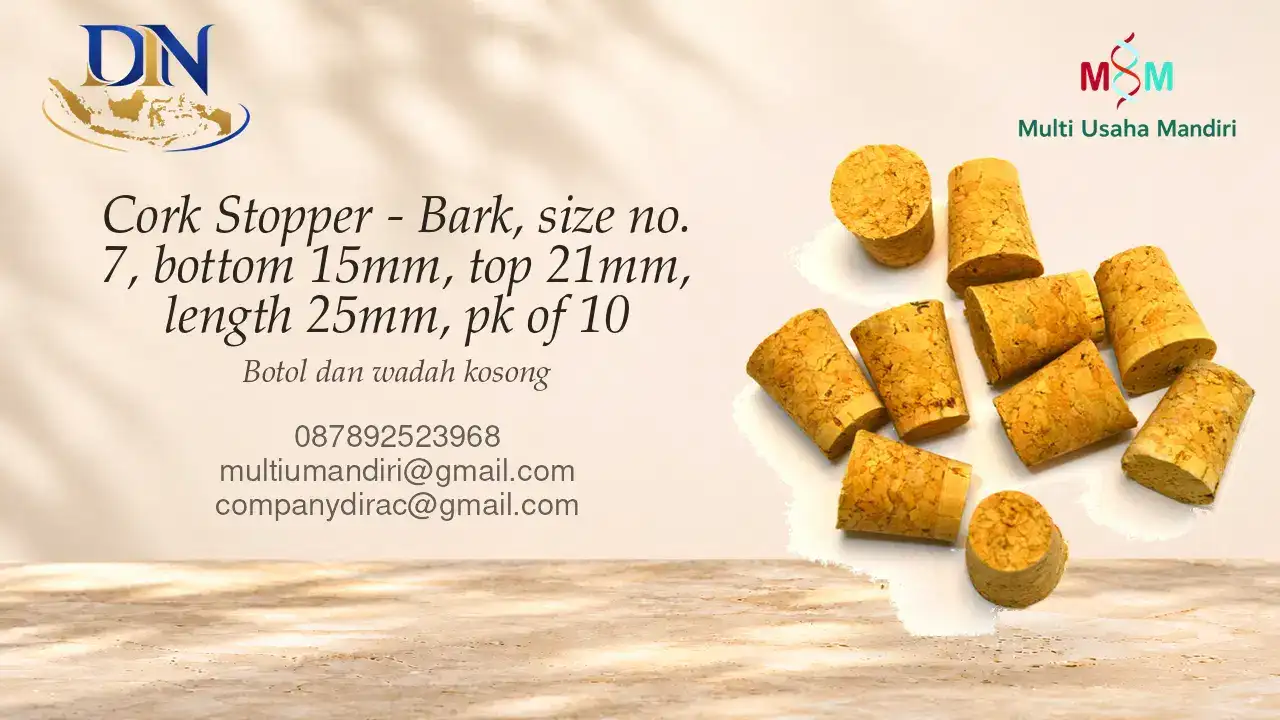 DIN
M M
Multi Usaha Mandiri
Cork Stopper - Bark, size no.
7, bottom 15mm, top 21mm,
length 25mm, pk of 10
Botol dan wadah kosong
087892523968
multiumandiri@gmail.com
companydirac@gmail.com